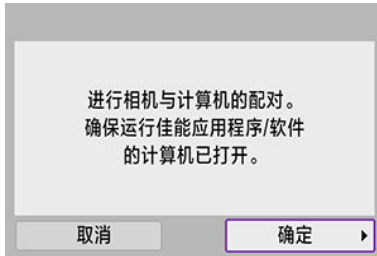 进行相机与计算机的配对。
确保运行佳能应用程序/软件
的计算机已打开。
取消
确定